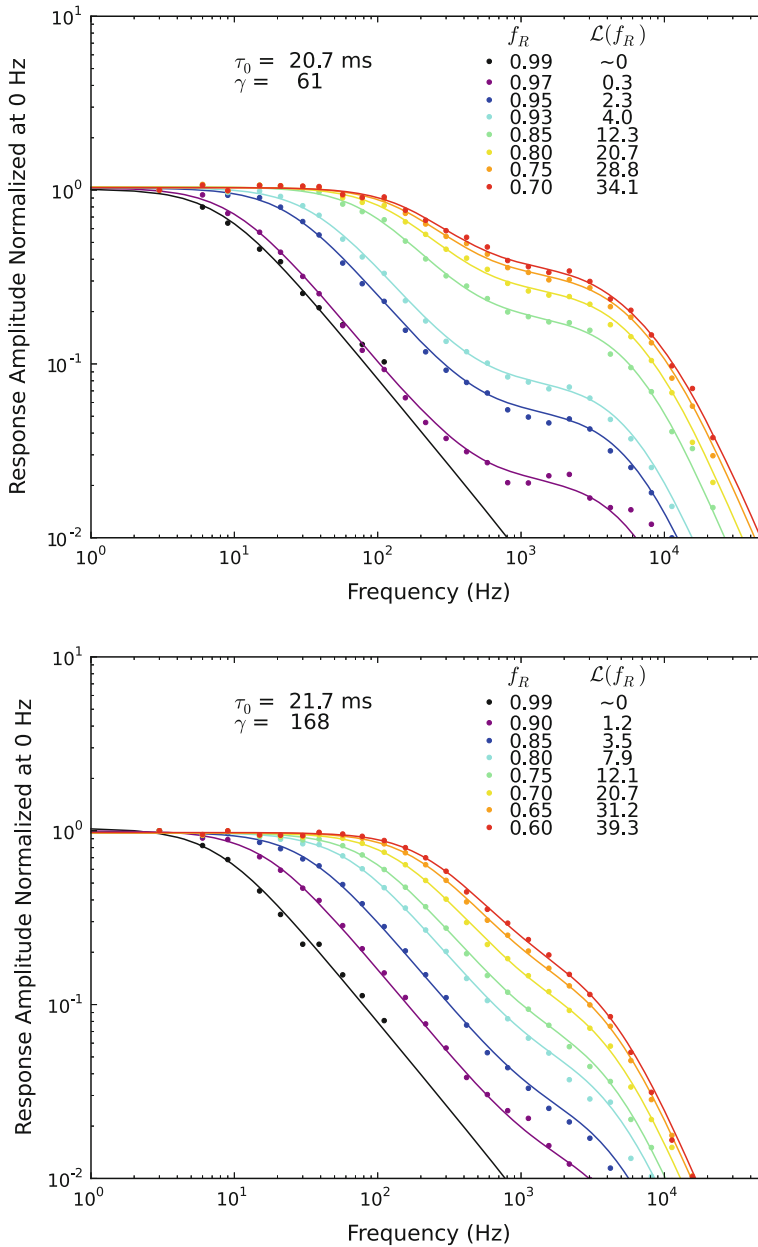 Response Amplitude Normalized at 0 Hz
10^1
10^0
10^-1
10^-2
τ_0 = 20.7 ms
γ = 61
f_R ℒ(f_R)
0.99 ~0
0.97 0.3
0.95 2.3
0.93 4.0
0.85 12.3
0.80 20.7
0.75 28.8
0.70 34.1
10^0 10^1 10^2 10^3 10^4
Frequency (Hz)
Response Amplitude Normalized at 0 Hz
10^1
10^0
10^-1
10^-2
τ_0 = 21.7 ms
γ = 168
f_R ℒ(f_R)
0.99 ~0
0.90 1.2
0.85 3.5
0.80 7.9
0.75 12.1
0.70 20.7
0.65 31.2
0.60 39.3
10^0 10^1 10^2 10^3 10^4
Frequency (Hz)